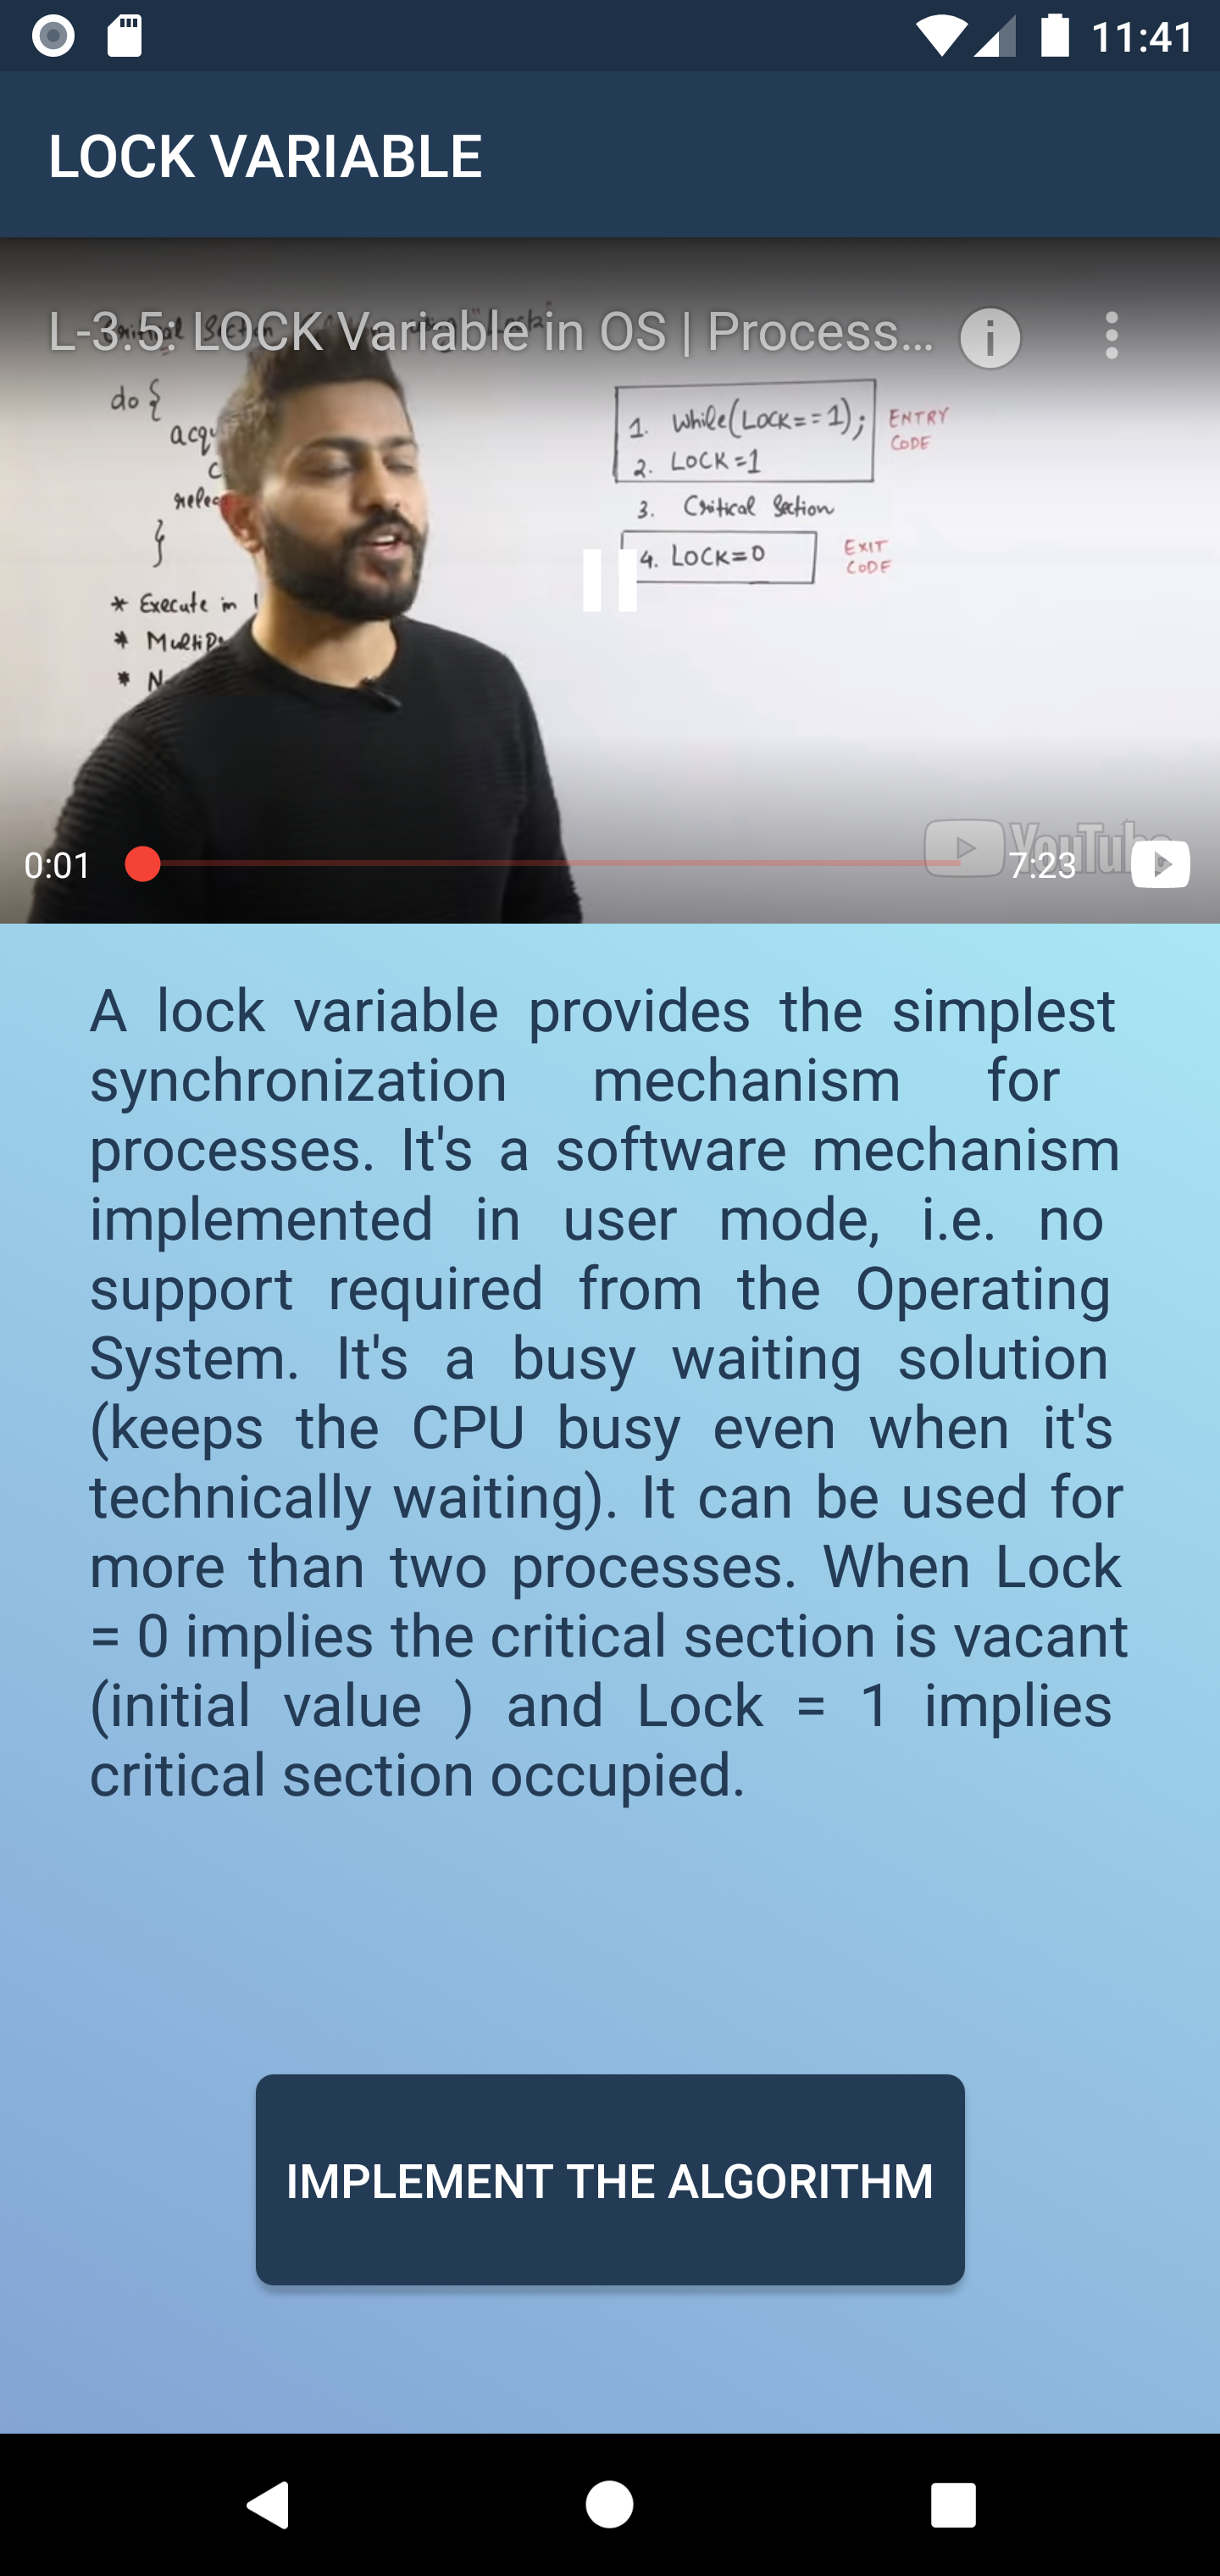 11:41
LOCK VARIABLE
L-3.5: LOCK Variable in OS | Process...
do {
acqu
c
releas
}
* Execute in
* Multip
* N
1. While(LOCK==1);
2. LOCK=1
ENTRY
CODE
3. Critical Section
4. LOCK=0
EXIT
CODE
0:01
7:23
YouTube
A lock variable provides the simplest
synchronization mechanism for
processes. It's a software mechanism
implemented in user mode, i.e. no
support required from the Operating
System. It's a busy waiting solution
(keeps the CPU busy even when it's
technically waiting). It can be used for
more than two processes. When Lock
= 0 implies the critical section is vacant
(initial value ) and Lock = 1 implies
critical section occupied.
IMPLEMENT THE ALGORITHM